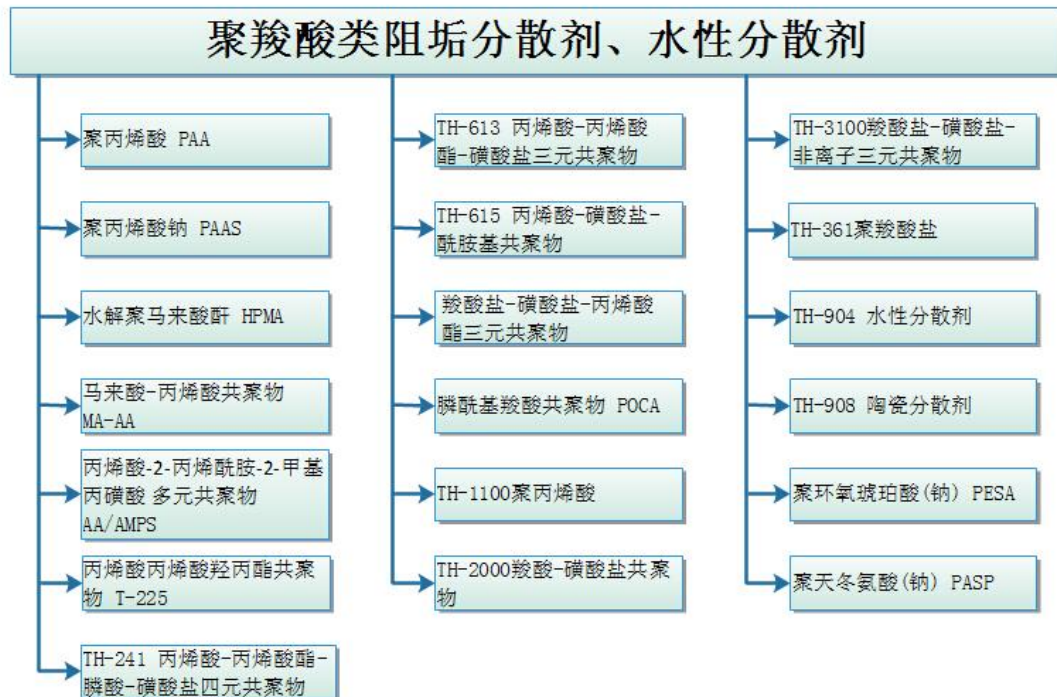 聚羧酸类阻垢分散剂、水性分散剂
聚丙烯酸 PAA
聚丙烯酸钠 PAAS
水解聚马来酸酐 HPMA
马来酸-丙烯酸共聚物
MA-AA
丙烯酸-2-丙烯酰胺-2-甲基
丙磺酸 多元共聚物
AA/AMPS
丙烯酸丙烯酸羟丙酯共聚
物 T-225
TH-241 丙烯酸-丙烯酸酯-
膦酸-磺酸盐四元共聚物
TH-613 丙烯酸-丙烯酸
酯-磺酸盐三元共聚物
TH-615 丙烯酸-磺酸盐-
酰胺基共聚物
羧酸盐-磺酸盐-丙烯酸
酯三元共聚物
膦酰基羧酸共聚物 POCA
TH-1100聚丙烯酸
TH-2000羧酸-磺酸盐共聚
物
TH-3100羧酸盐-磺酸盐-
非离子三元共聚物
TH-361聚羧酸盐
TH-904 水性分散剂
TH-908 陶瓷分散剂
聚环氧琥珀酸(钠) PESA
聚天冬氨酸(钠) PASP